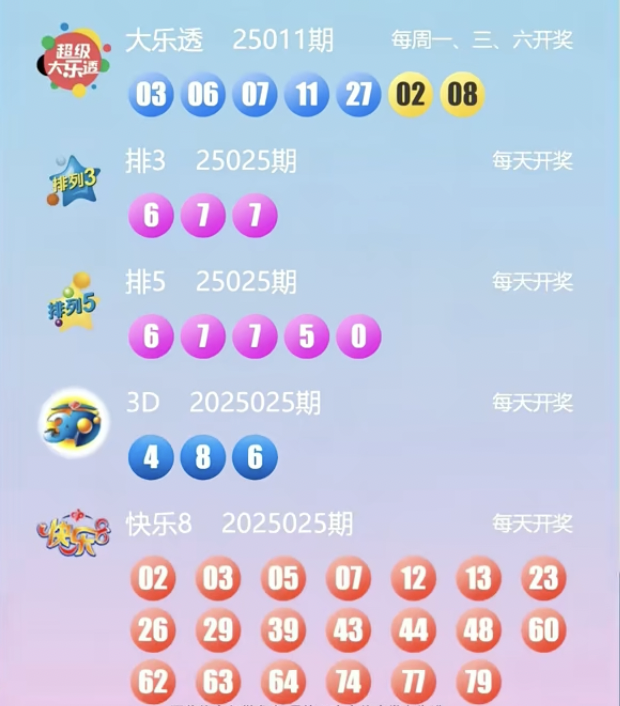 超级
大乐透
大乐透 25011期 每周一、三、六开奖
03 06 07 11 27 02 08
排列3
排3 25025期 每天开奖
6 7 7
排列5
排5 25025期 每天开奖
6 7 7 5 0
3D
3D 2025025期 每天开奖
4 8 6
快乐8
快乐8 2025025期 每天开奖
02 03 05 07 12 13 23
26 29 39 43 44 48 60
62 63 64 74 77 79